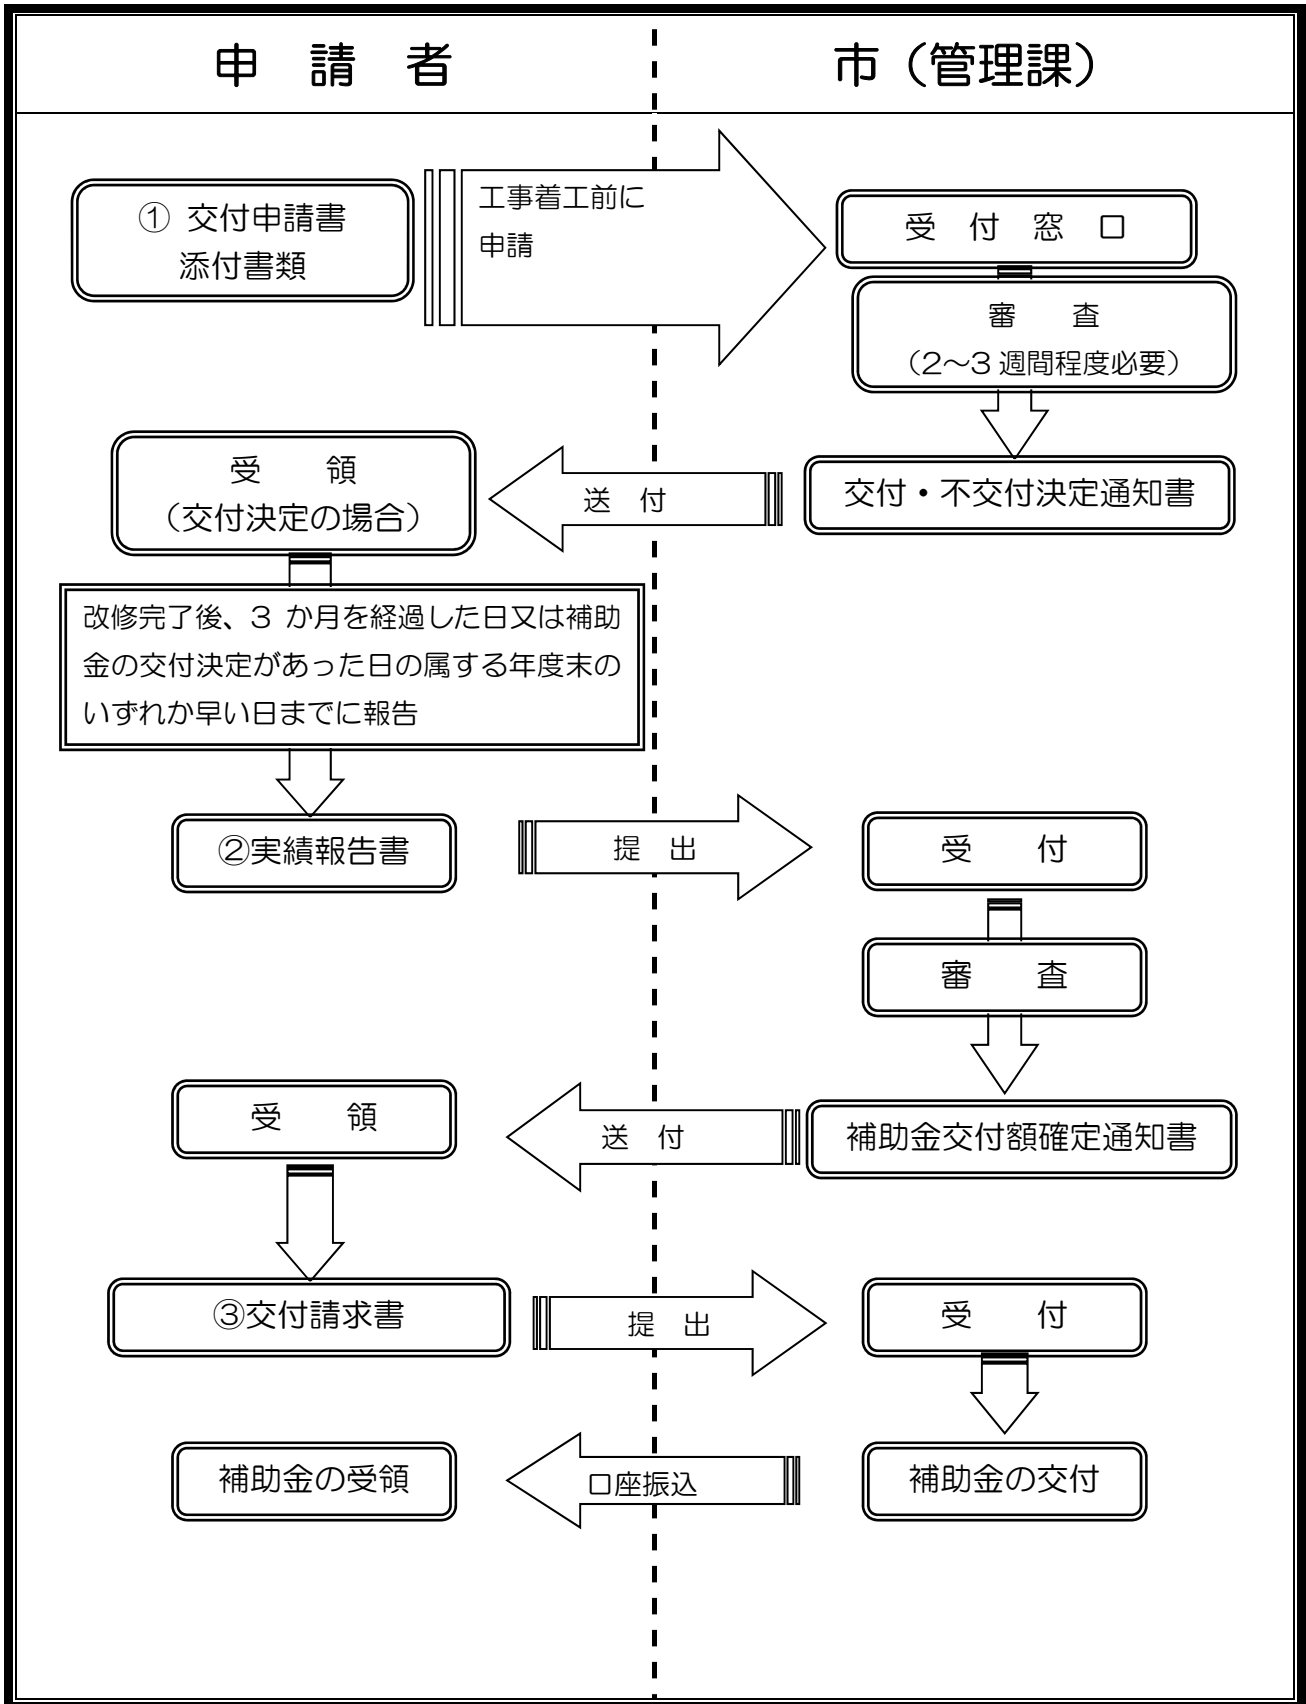 申　請　者
市（管理課）
① 交付申請書
添付書類
工事着工前に
申請
受　付　窓　口
審　　査
（2～3 週間程度必要）
交付・不交付決定通知書
送　付
受　　領
（交付決定の場合）
改修完了後、3 か月を経過した日又は補助
金の交付決定があった日の属する年度末の
いずれか早い日までに報告
②実績報告書
提　出
受　　付
審　　査
補助金交付額確定通知書
送　付
受　　領
③交付請求書
提　出
受　　付
補助金の交付
口座振込
補助金の受領